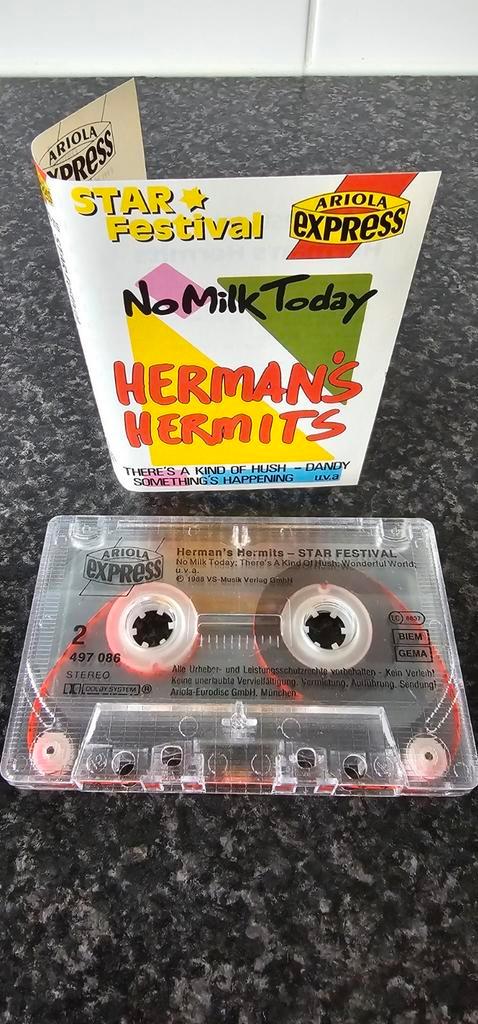 ARIOLA
EXPRESS
STAR
Festival
ARIOLA
EXPRESS
No Milk Today
HERMAN'S
HERMITS
THERE'S A KIND OF HUSH – DANDY
SOMETHING'S HAPPENING u.v.a
ARIOLA
EXPRESS
Herman's Hermits – STAR FESTIVAL
No Milk Today; There's A Kind Of Hush; Wonderful World;
u.v.a.
℗ 1988 VS-Musik Verlag GmbH
2
497 086
STEREO
DOLBY SYSTEM ®
LC
BIEM
GEMA
Alle Urheber- und Leistungsschutzrechte vorbehalten - Kein Verleih!
Keine unerlaubte Vervielfältigung, Vermietung, Aufführung, Sendung!
Ariola-Eurodisc GmbH, München